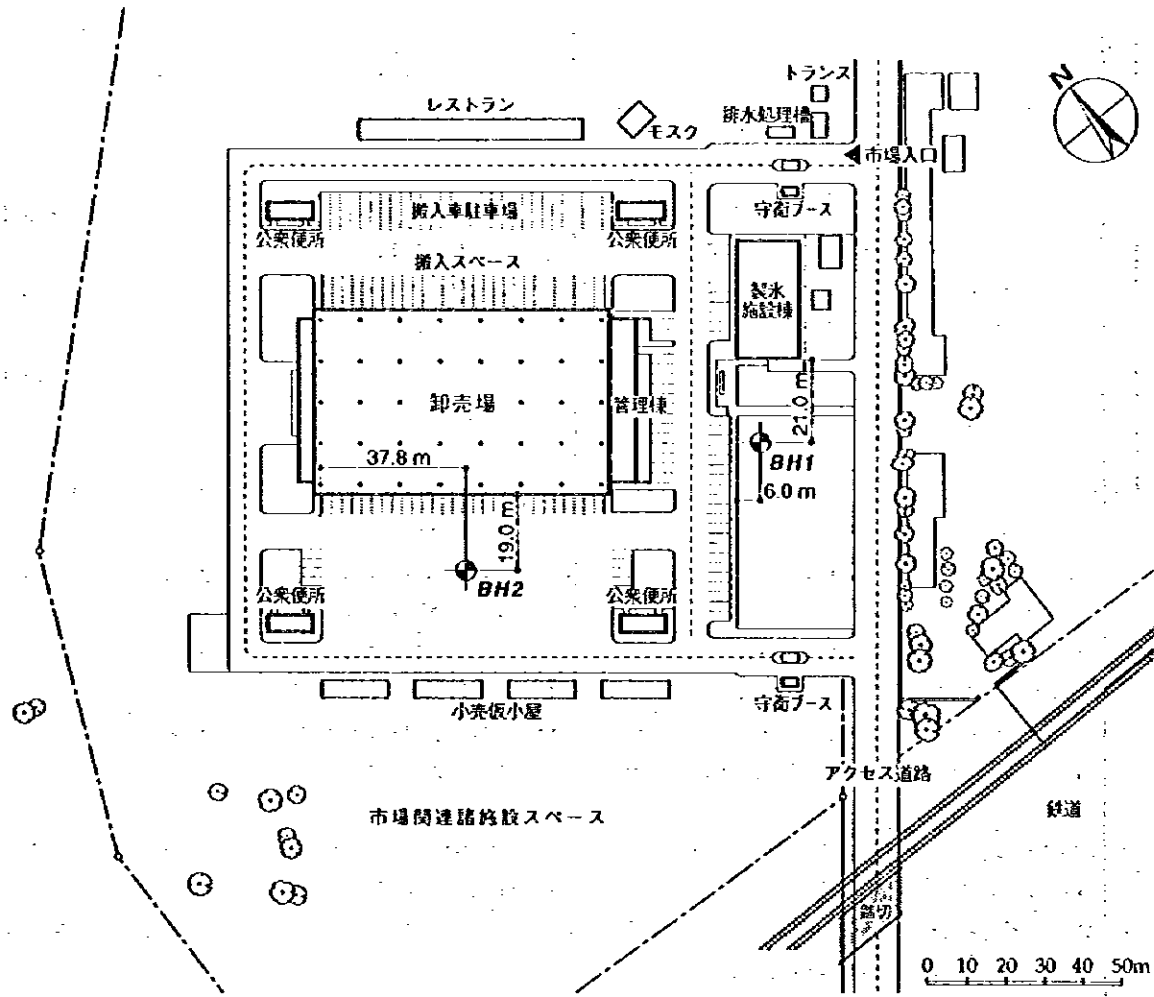 トランス
レストラン
排水処理槽
モスク
N
市場入口
搬入車駐車場
守衛ブース
公衆便所
公衆便所
搬入スペース
製氷
施設棟
卸売場
管理棟
21.0 m
37.8 m
BH1
6.0 m
19.0 m
BH2
公衆便所
公衆便所
小売仮小屋
守衛ブース
アクセス道路
市場関連諸施設スペース
鉄道
踏切
0 10 20 30 40 50m